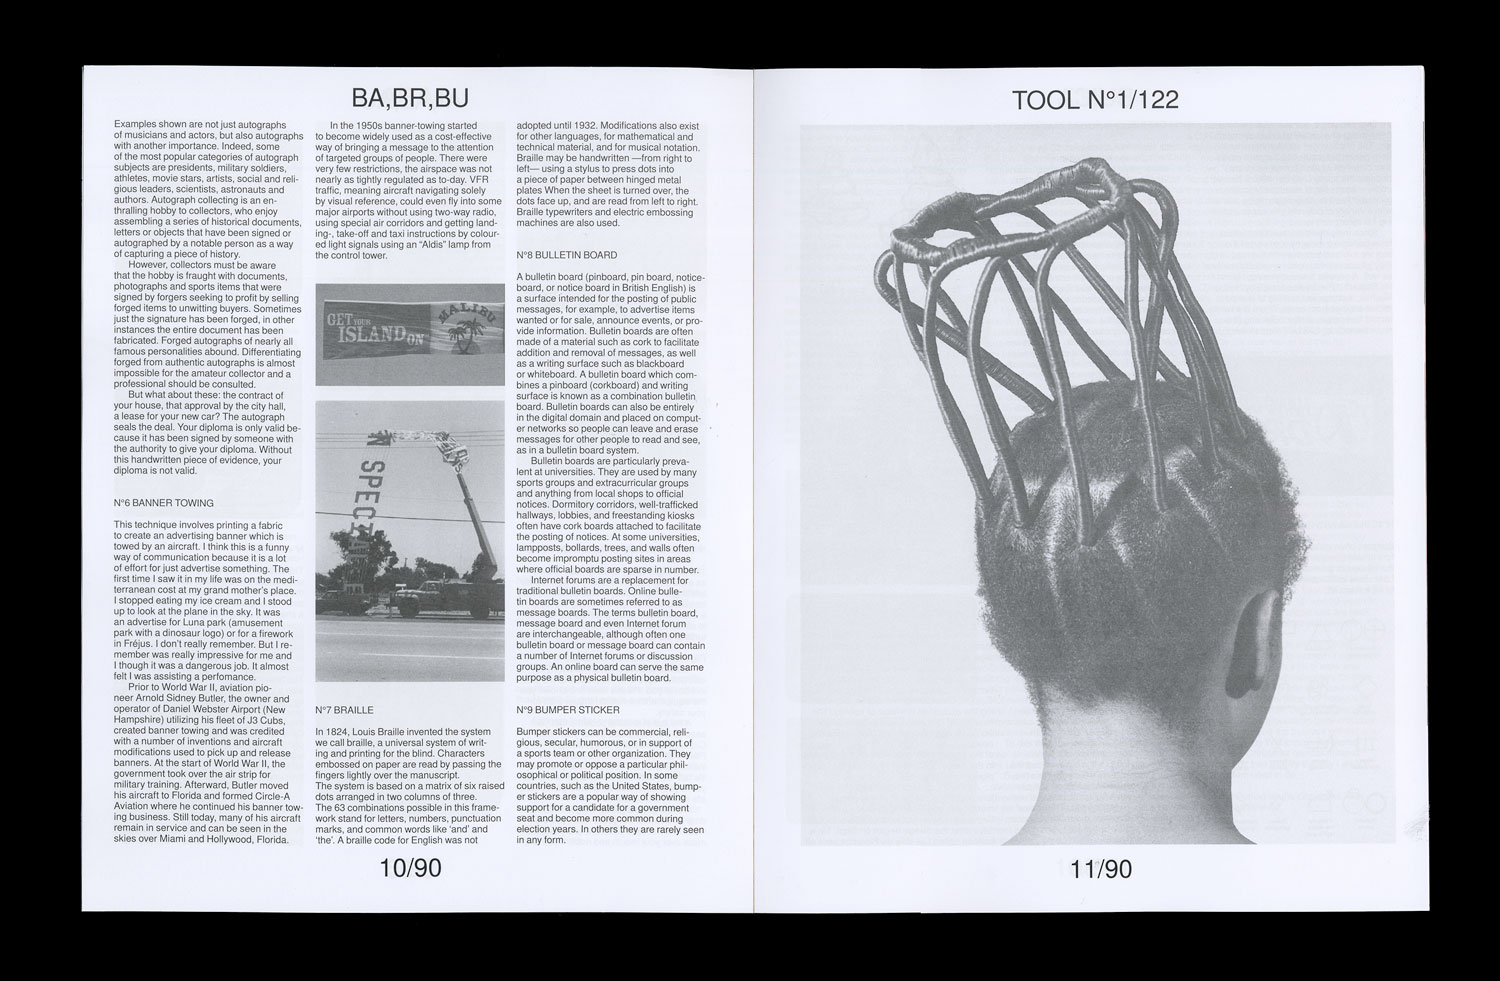 BA,BR,BU
Examples shown are not just autographs
of musicians and actors, but also autographs
with another importance. Indeed, some
of the most popular categories of autograph
subjects are presidents, military soldiers,
athletes, movie stars, artists, social and reli-
gious leaders, scientists, astronauts and
authors. Autograph collecting is an en-
thralling hobby to collectors, who enjoy
assembling a series of historical documents,
letters or objects that have been signed or
autographed by a notable person as a way
of capturing a piece of history.
However, collectors must be aware
that the hobby is fraught with documents,
photographs and sports items that were
signed by forgers seeking to profit by selling
forged items to unwitting buyers. Sometimes
just the signature has been forged, in other
instances the entire document has been
fabricated. Forged autographs of nearly all
famous personalities abound. Differentiating
forged from authentic autographs is almost
impossible for the amateur collector and a
professional should be consulted.
But what about these: the contract of
your house, that approval by the city hall,
a lease for your new car? The autograph
seals the deal. Your diploma is only valid be-
cause it has been signed by someone with
the authority to give your diploma. Without
this handwritten piece of evidence, your
diploma is not valid.
N°6 BANNER TOWING
This technique involves printing a fabric
to create an advertising banner which is
towed by an aircraft. I think this is a funny
way of communication because it is a lot
of effort for just advertise something. The
first time I saw it in my life was on the medi-
terranean cost at my grand mother's place.
I stopped eating my ice cream and I stood
up to look at the plane in the sky. It was
an advertise for Luna park (amusement
park with a dinosaur logo) or for a firework
in Fréjus. I don't really remember. But I re-
member was really impressive for me and
I though it was a dangerous job. It almost
felt I was assisting a perfomance.
Prior to World War II, aviation pio-
neer Arnold Sidney Butler, the owner and
operator of Daniel Webster Airport (New
Hampshire) utilizing his fleet of J3 Cubs,
created banner towing and was credited
with a number of inventions and aircraft
modifications used to pick up and release
banners. At the start of World War II, the
government took over the air strip for
military training. Afterward, Butler moved
his aircraft to Florida and formed Circle-A
Aviation where he continued his banner tow-
ing business. Still today, many of his aircraft
remain in service and can be seen in the
skies over Miami and Hollywood, Florida.
In the 1950s banner-towing started
to become widely used as a cost-effective
way of bringing a message to the attention
of targeted groups of people. There were
very few restrictions, the airspace was not
nearly as tightly regulated as to-day. VFR
traffic, meaning aircraft navigating solely
by visual reference, could even fly into some
major airports without using two-way radio,
using special air corridors and getting land-
ing-, take-off and taxi instructions by colour-
ed light signals using an “Aldis” lamp from
the control tower.
GET YOUR
ISLAND ON
MALIBU
SPECI
N°7 BRAILLE
In 1824, Louis Braille invented the system
we call braille, a universal system of writ-
ing and printing for the blind. Characters
embossed on paper are read by passing the
fingers lightly over the manuscript.
The system is based on a matrix of six raised
dots arranged in two columns of three.
The 63 combinations possible in this frame-
work stand for letters, numbers, punctuation
marks, and common words like ‘and’ and
‘the’. A braille code for English was not
adopted until 1932. Modifications also exist
for other languages, for mathematical and
technical material, and for musical notation.
Braille may be handwritten —from right to
left— using a stylus to press dots into
a piece of paper between hinged metal
plates When the sheet is turned over, the
dots face up, and are read from left to right.
Braille typewriters and electric embossing
machines are also used.
N°8 BULLETIN BOARD
A bulletin board (pinboard, pin board, notice-
board, or notice board in British English) is
a surface intended for the posting of public
messages, for example, to advertise items
wanted or for sale, announce events, or pro-
vide information. Bulletin boards are often
made of a material such as cork to facilitate
addition and removal of messages, as well
as a writing surface such as blackboard
or whiteboard. A bulletin board which com-
bines a pinboard (corkboard) and writing
surface is known as a combination bulletin
board. Bulletin boards can also be entirely
in the digital domain and placed on comput-
er networks so people can leave and erase
messages for other people to read and see,
as in a bulletin board system.
Bulletin boards are particularly preva-
lent at universities. They are used by many
sports groups and extracurricular groups
and anything from local shops to official
notices. Dormitory corridors, well-trafficked
hallways, lobbies, and freestanding kiosks
often have cork boards attached to facilitate
the posting of notices. At some universities,
lampposts, bollards, trees, and walls often
become impromptu posting sites in areas
where official boards are sparse in number.
Internet forums are a replacement for
traditional bulletin boards. Online bulle-
tin boards are sometimes referred to as
message boards. The terms bulletin board,
message board and even Internet forum
are interchangeable, although often one
bulletin board or message board can contain
a number of Internet forums or discussion
groups. An online board can serve the same
purpose as a physical bulletin board.
N°9 BUMPER STICKER
Bumper stickers can be commercial, reli-
gious, secular, humorous, or in support of
a sports team or other organization. They
may promote or oppose a particular phil-
osophical or political position. In some
countries, such as the United States, bump-
er stickers are a popular way of showing
support for a candidate for a government
seat and become more common during
election years. In others they are rarely seen
in any form.
10/90
TOOL N°1/122
11/90